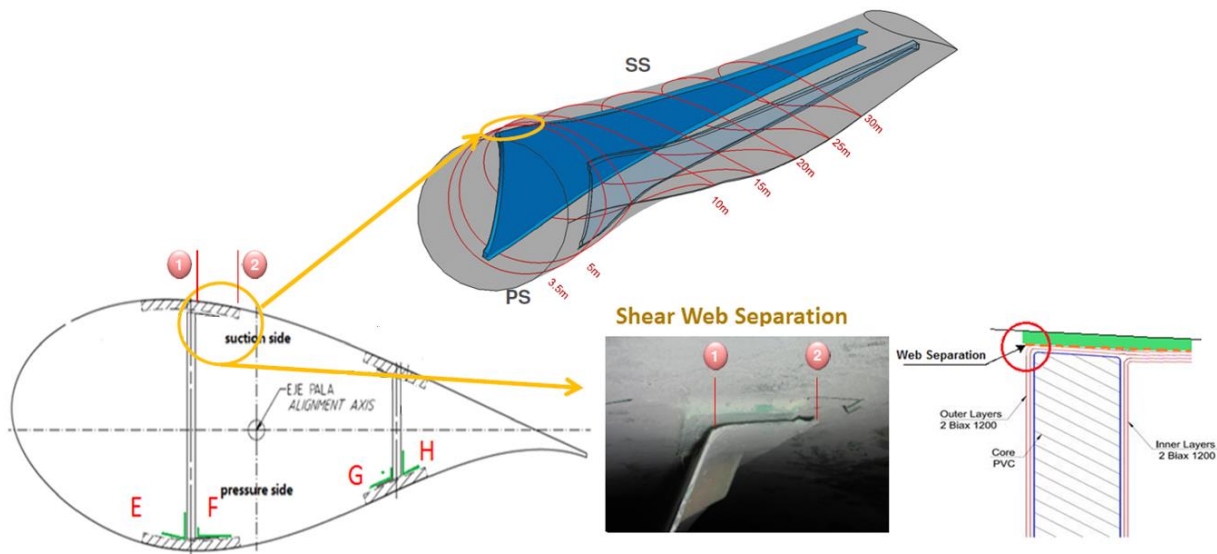 SS
30m
25m
20m
15m
10m
5m
3.5m
PS
1
2
suction side
EJE PALA
ALIGNMENT AXIS
pressure side
E
F
G
H
Shear Web Separation
1
2
Web Separation
Outer Layers
2 Biax 1200
Core
PVC
Inner Layers
2 Biax 1200